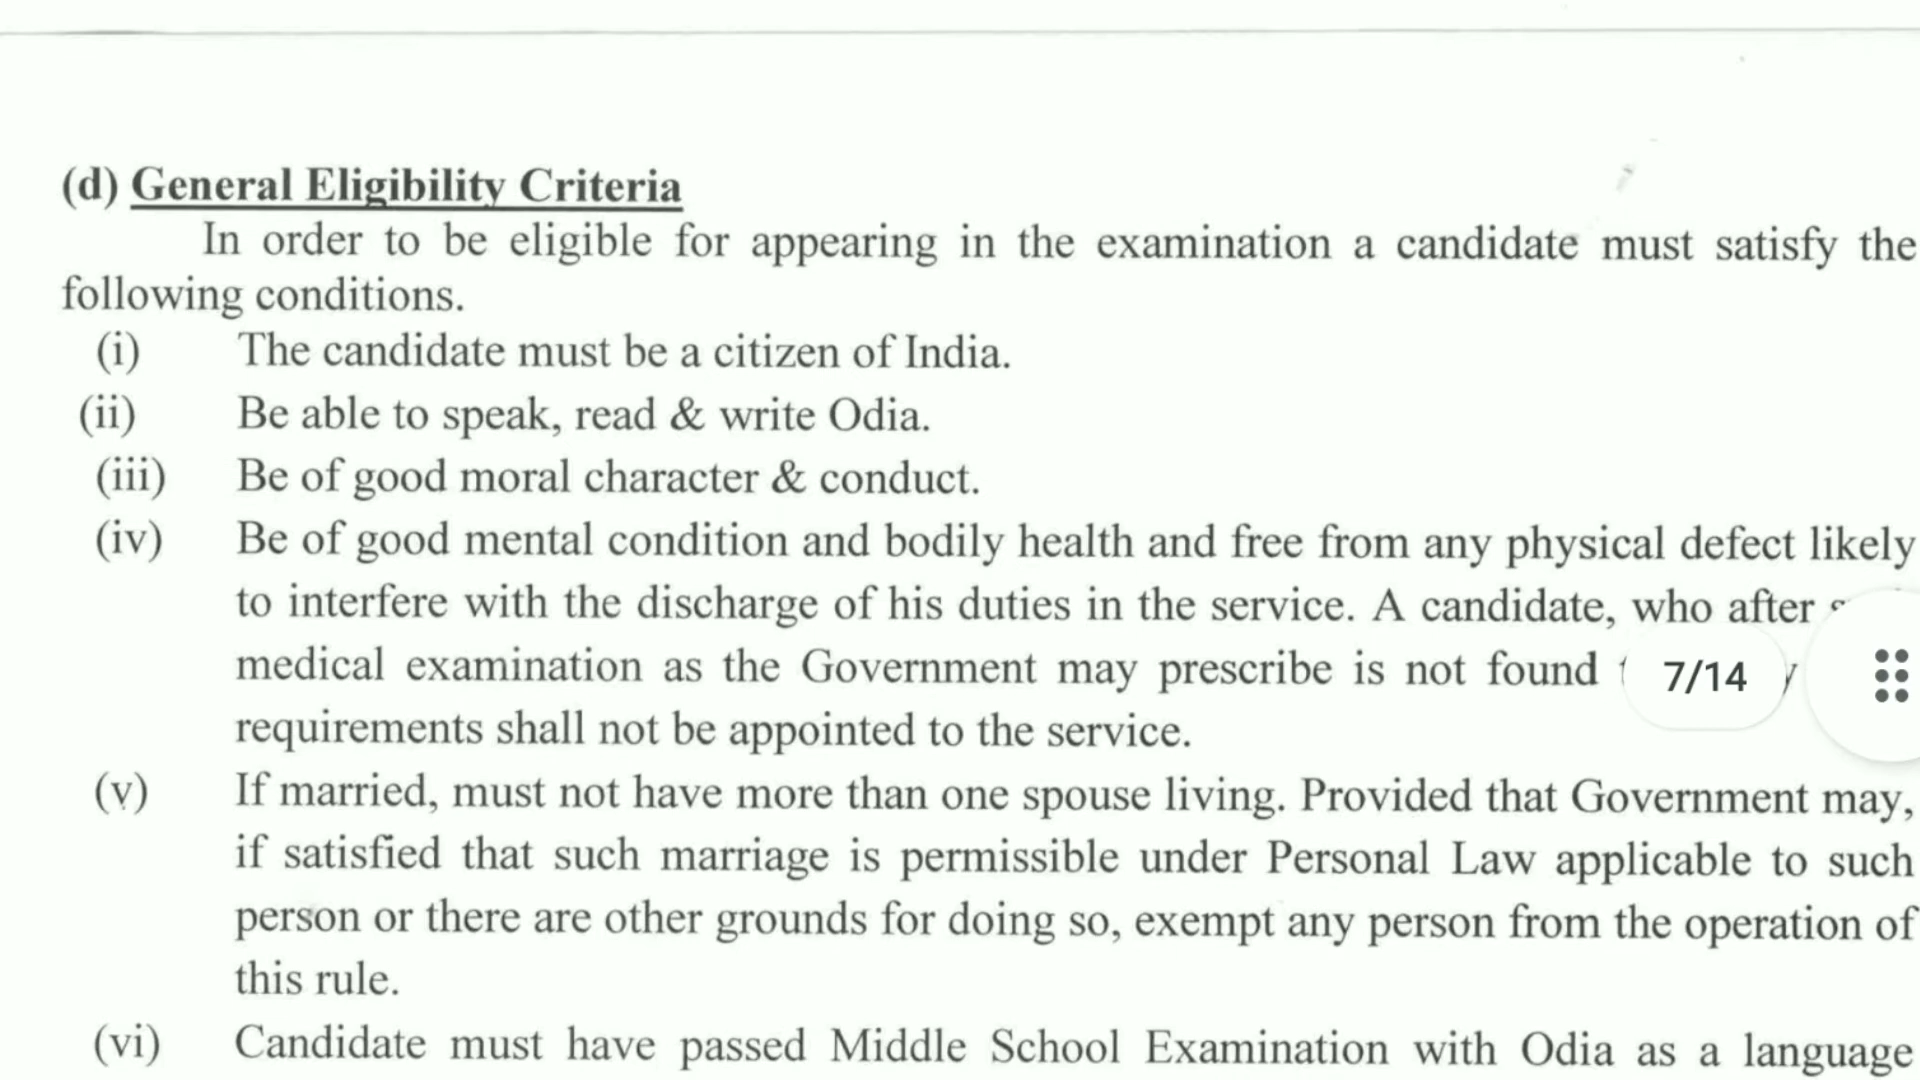 (d) General Eligibility Criteria
In order to be eligible for appearing in the examination a candidate must satisfy the
following conditions.
(i) The candidate must be a citizen of India.
(ii) Be able to speak, read & write Odia.
(iii) Be of good moral character & conduct.
(iv) Be of good mental condition and bodily health and free from any physical defect likely
to interfere with the discharge of his duties in the service. A candidate, who after
medical examination as the Government may prescribe is not found
7/14
requirements shall not be appointed to the service.
(v) If married, must not have more than one spouse living. Provided that Government may,
if satisfied that such marriage is permissible under Personal Law applicable to such
person or there are other grounds for doing so, exempt any person from the operation of
this rule.
(vi) Candidate must have passed Middle School Examination with Odia as a language